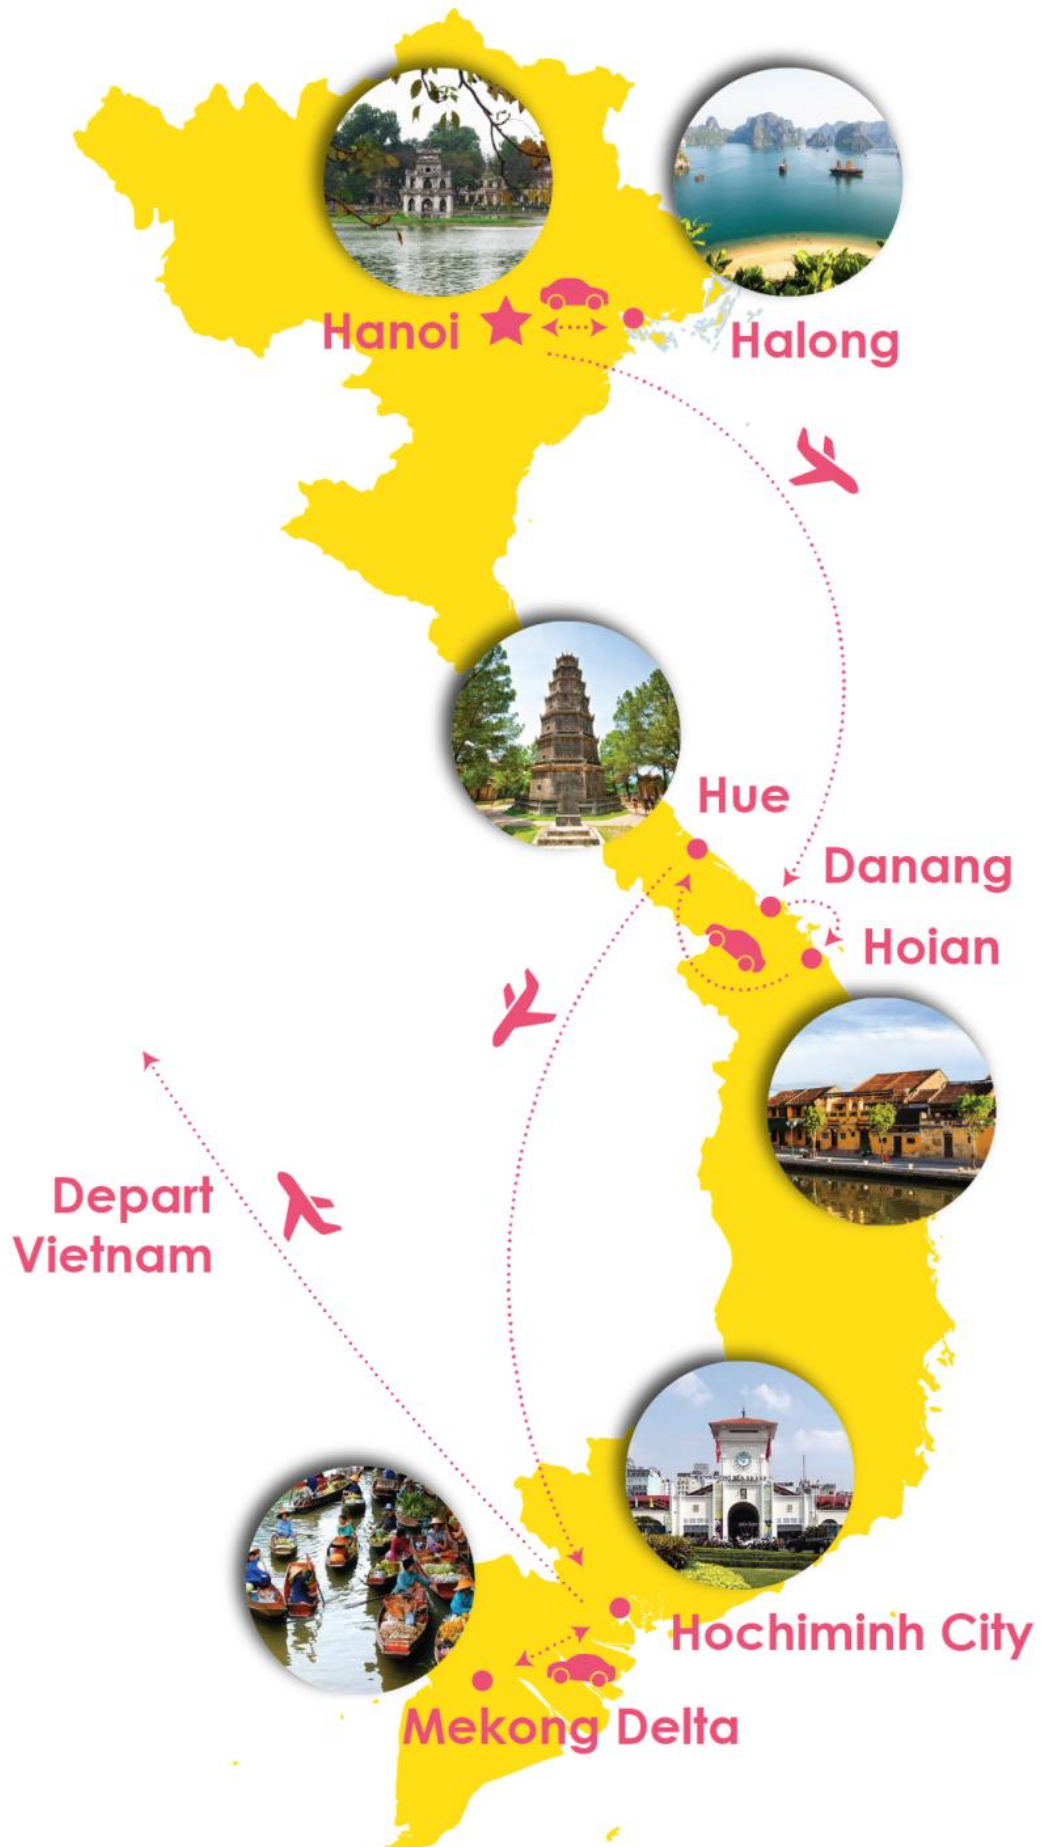 Hanoi
Halong
Hue
Danang
Hoian
Depart
Vietnam
Hochiminh City
Mekong Delta